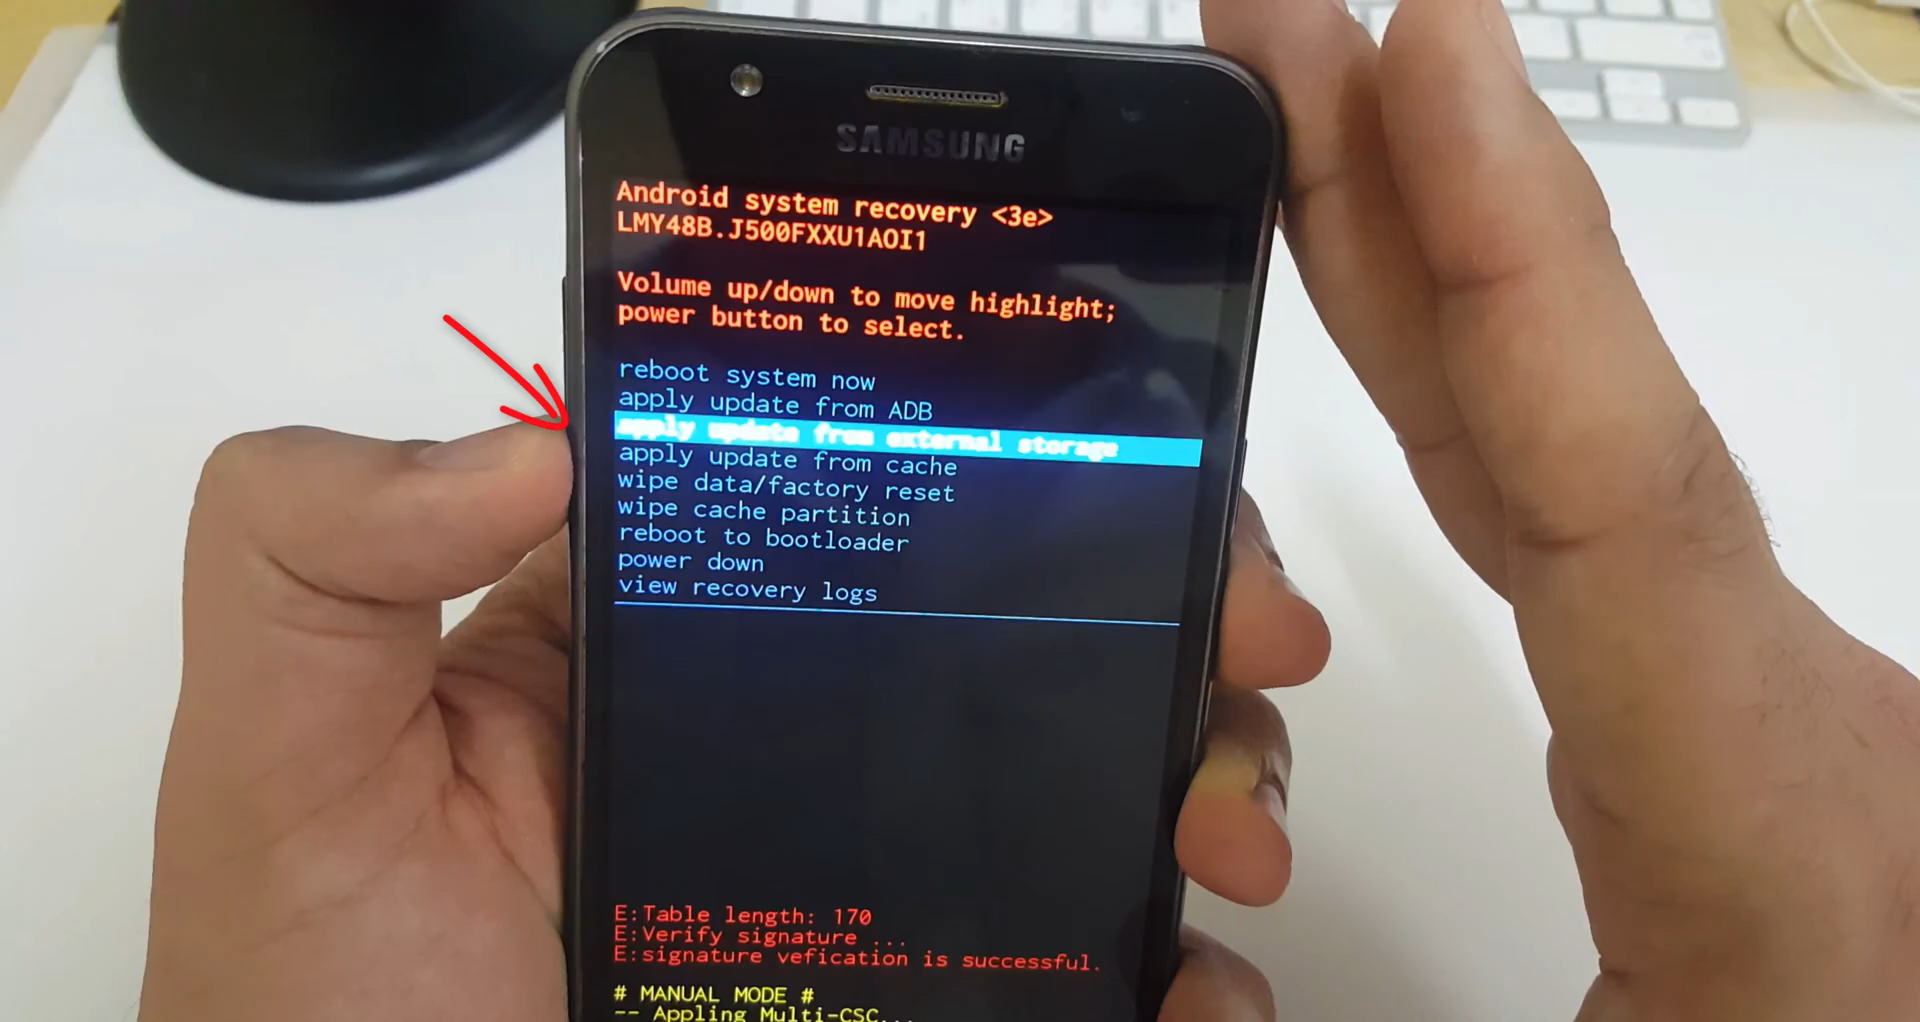 SAMSUNG
Android system recovery <3e>
LMY48B.J500FXXU1AOI1
Volume up/down to move highlight;
power button to select.
reboot system now
apply update from ADB
apply update from external storage
apply update from cache
wipe data/factory reset
wipe cache partition
reboot to bootloader
power down
view recovery logs
E:Table length: 170
E:Verify signature ...
E:signature vefication is successful.
# MANUAL MODE #
-- Appling Multi-CSC...